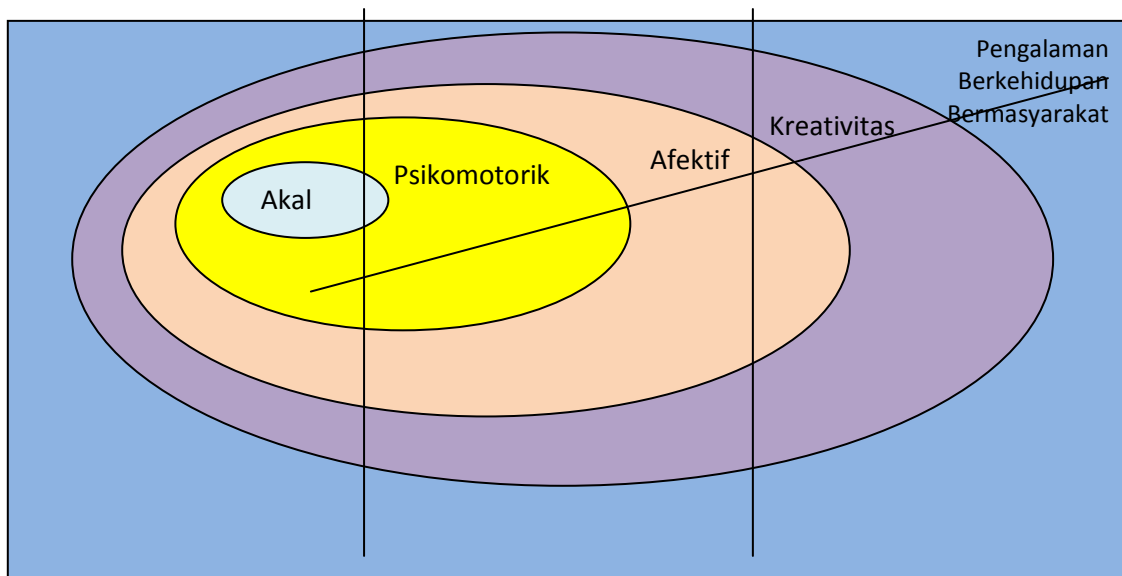 Pengalaman
Berkehidupan
Bermasyarakat
Kreativitas
Afektif
Psikomotorik
Akal